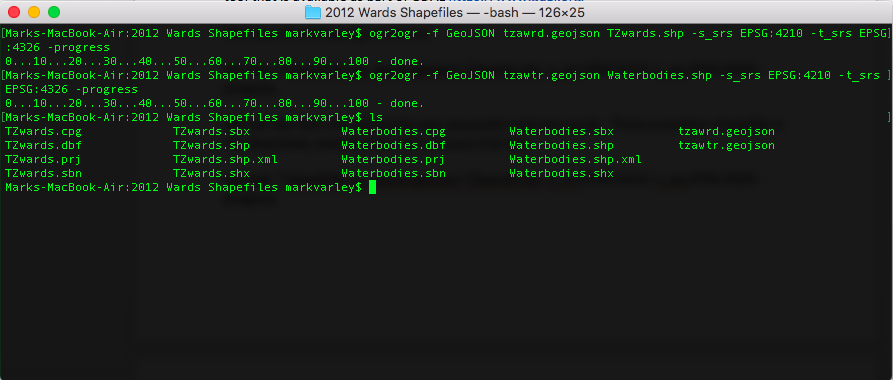 2012 Wards Shapefiles — -bash — 126×25
[Marks-MacBook-Air:2012 Wards Shapefiles markvarley$ ogr2ogr -f GeoJSON tzawrd.geojson TZwards.shp -s_srs EPSG:4210 -t_srs EPSG]
:4326 -progress
0...10...20...30...40...50...60...70...80...90...100 - done.
[Marks-MacBook-Air:2012 Wards Shapefiles markvarley$ ogr2ogr -f GeoJSON tzawtr.geojson Waterbodies.shp -s_srs EPSG:4210 -t_srs ]
EPSG:4326 -progress
0...10...20...30...40...50...60...70...80...90...100 - done.
[Marks-MacBook-Air:2012 Wards Shapefiles markvarley$ ls ]
TZwards.cpg TZwards.sbx Waterbodies.cpg Waterbodies.sbx tzawrd.geojson
TZwards.dbf TZwards.shp Waterbodies.dbf Waterbodies.shp tzawtr.geojson
TZwards.prj TZwards.shp.xml Waterbodies.prj Waterbodies.shp.xml
TZwards.sbn TZwards.shx Waterbodies.sbn Waterbodies.shx
Marks-MacBook-Air:2012 Wards Shapefiles markvarley$